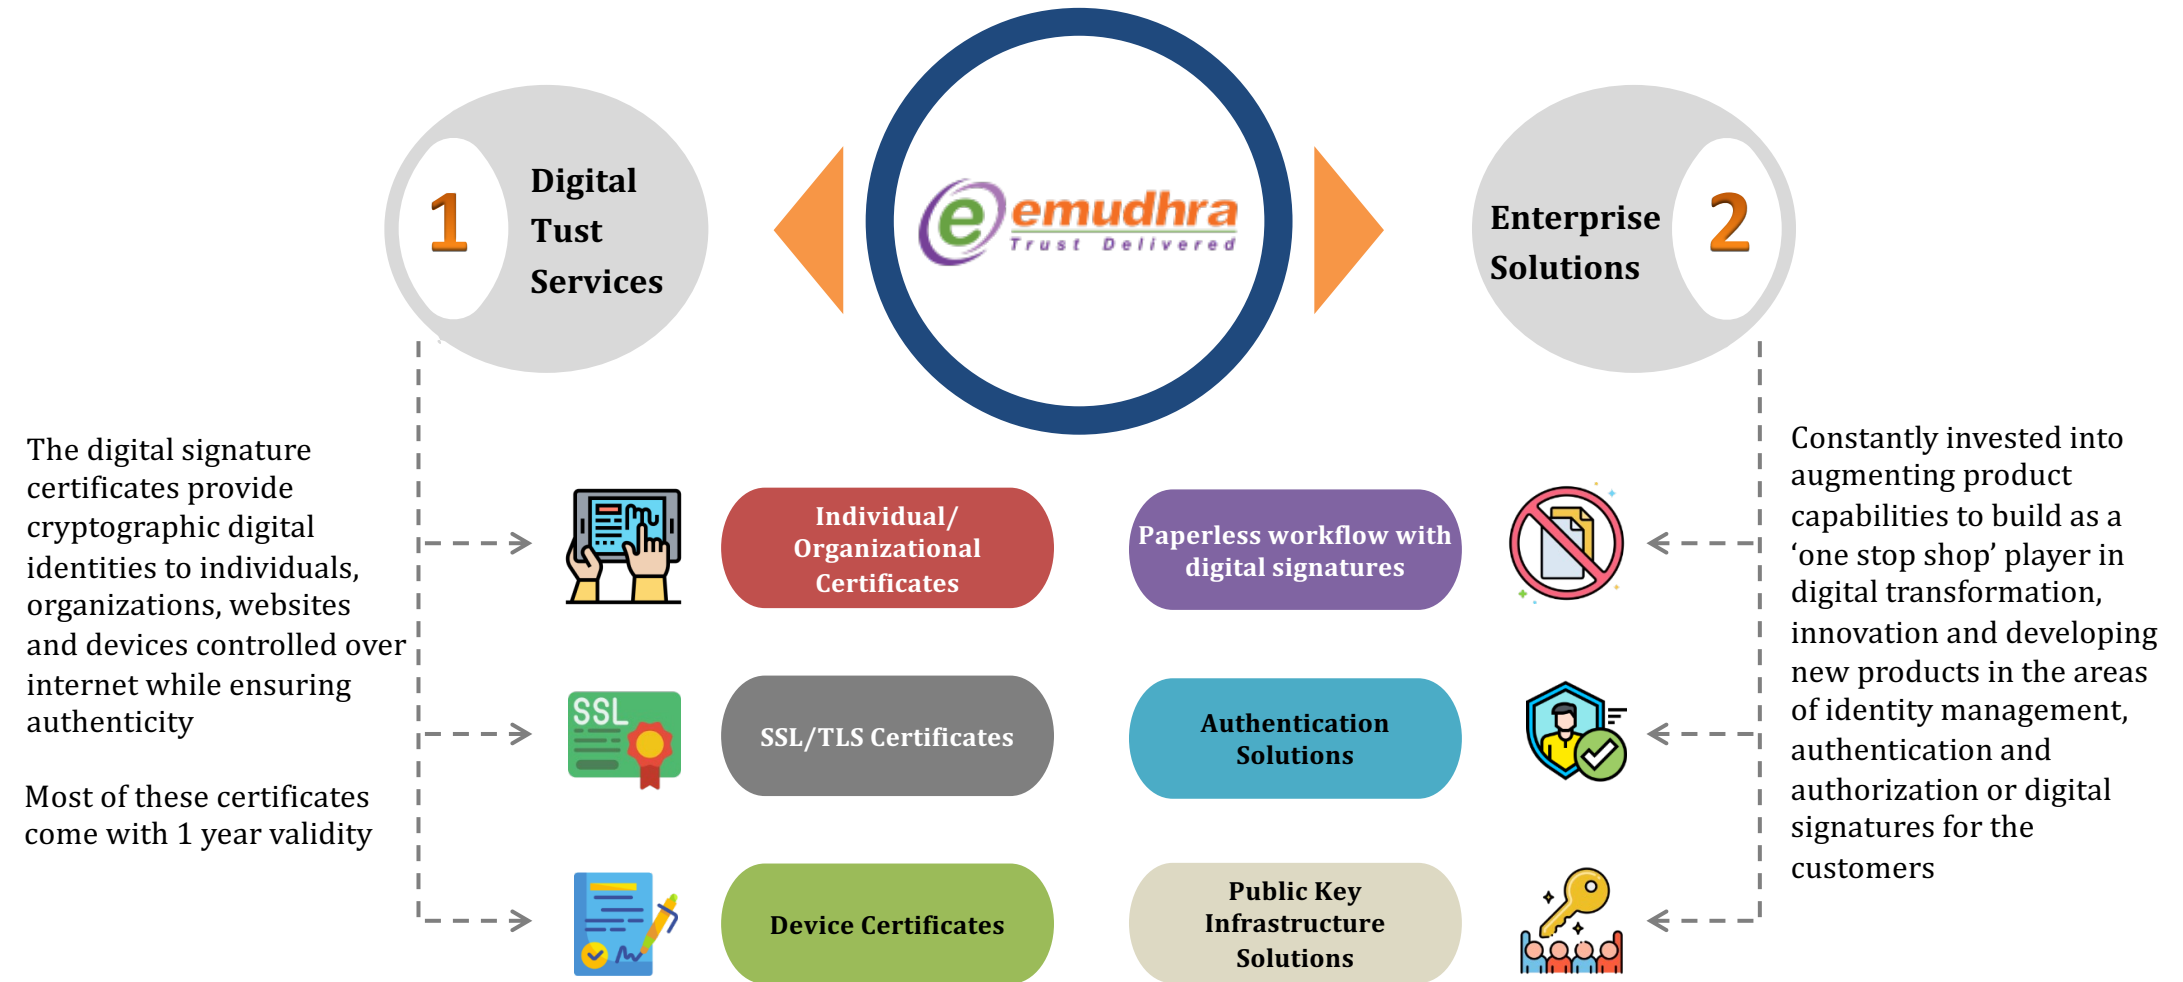 1
Digital
Tust
Services
e emudhra
Trust Delivered
Enterprise
Solutions
2
The digital signature
certificates provide
cryptographic digital
identities to individuals,
organizations, websites
and devices controlled over
internet while ensuring
authenticity
Most of these certificates
come with 1 year validity
Individual/
Organizational
Certificates
SSL
SSL/TLS Certificates
Device Certificates
Paperless workflow with
digital signatures
Authentication
Solutions
Public Key
Infrastructure
Solutions
Constantly invested into
augmenting product
capabilities to build as a
‘one stop shop’ player in
digital transformation,
innovation and developing
new products in the areas
of identity management,
authentication and
authorization or digital
signatures for the
customers